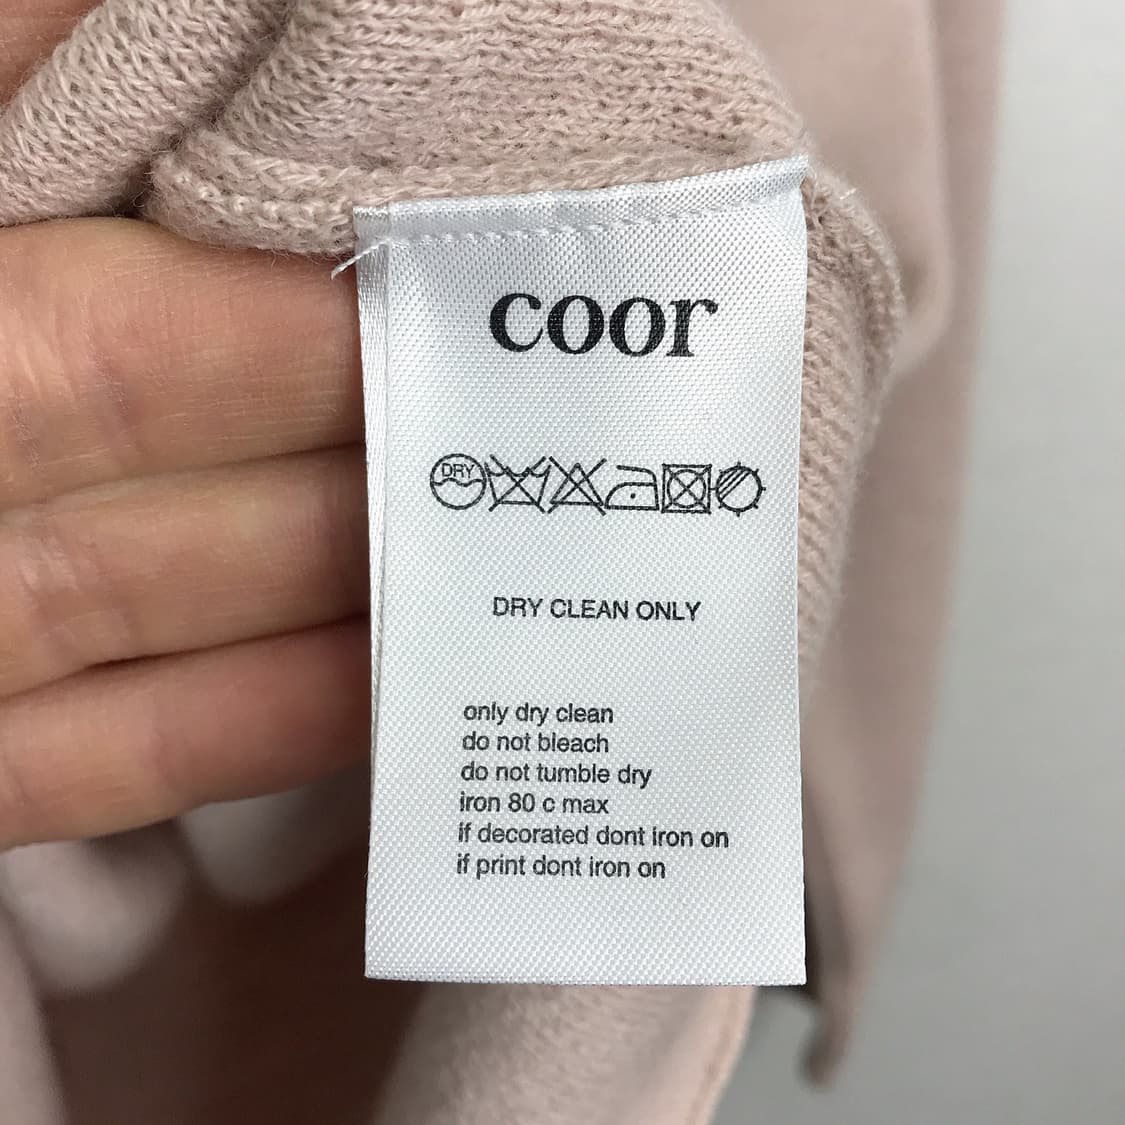 coor
DRY
DRY CLEAN ONLY
only dry clean
do not bleach
do not tumble dry
iron 80 c max
if decorated dont iron on
if print dont iron on